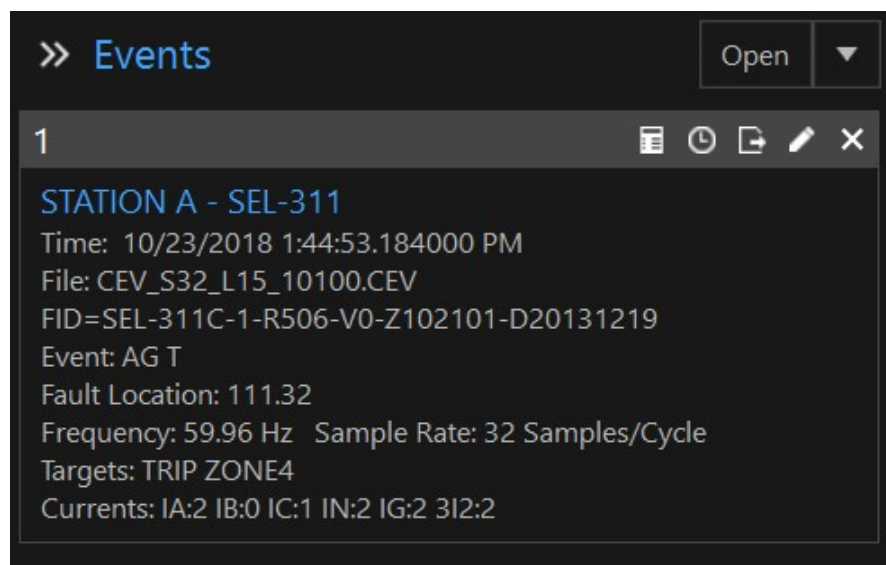 Events
Open
1
STATION A - SEL-311
Time: 10/23/2018 1:44:53.184000 PM
File: CEV_S32_L15_10100.CEV
FID=SEL-311C-1-R506-V0-Z102101-D20131219
Event: AG T
Fault Location: 111.32
Frequency: 59.96 Hz   Sample Rate: 32 Samples/Cycle
Targets: TRIP ZONE4
Currents: IA:2 IB:0 IC:1 IN:2 IG:2 3I2:2